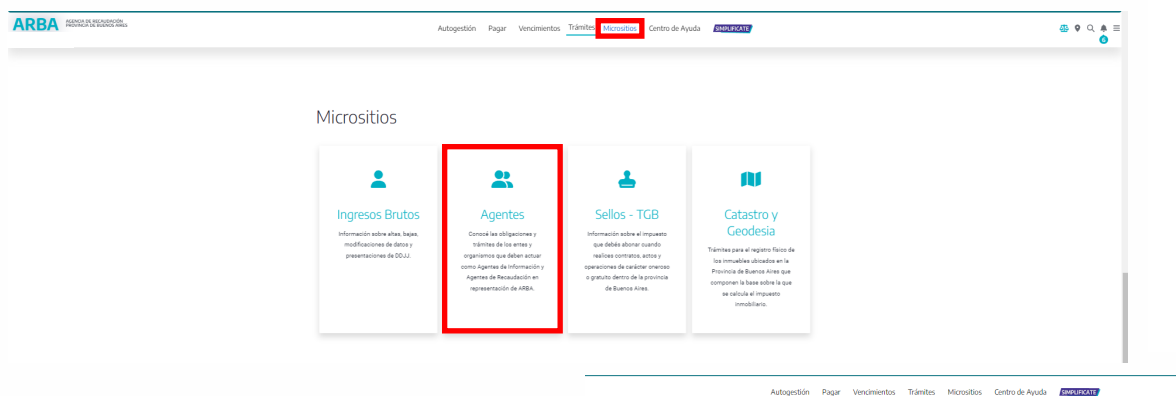 ARBA AGENCIA DE RECAUDACIÓN
PROVINCIA DE BUENOS AIRES
Autogestión Pagar Vencimientos Trámites Micrositios Centro de Ayuda SIMPLIFICATE
6
Micrositios
Ingresos Brutos
Información sobre altas, bajas,
modificaciones de datos y
presentaciones de DDJJ.
Agentes
Conocé las obligaciones y
trámites de los entes y
organismos que deben actuar
como Agentes de Información y
Agentes de Recaudación en
representación de ARBA.
Sellos - TGB
Información sobre el impuesto
que debés abonar cuando
realices contratos, actos y
operaciones de carácter oneroso
o gratuito dentro de la provincia
de Buenos Aires.
Catastro y
Geodesia
Trámites para el registro físico de
los inmuebles ubicados en la
Provincia de Buenos Aires que
componen la base sobre la que
se calcula el impuesto
inmobiliario.
Autogestión Pagar Vencimientos Trámites Micrositios Centro de Ayuda SIMPLIFICATE